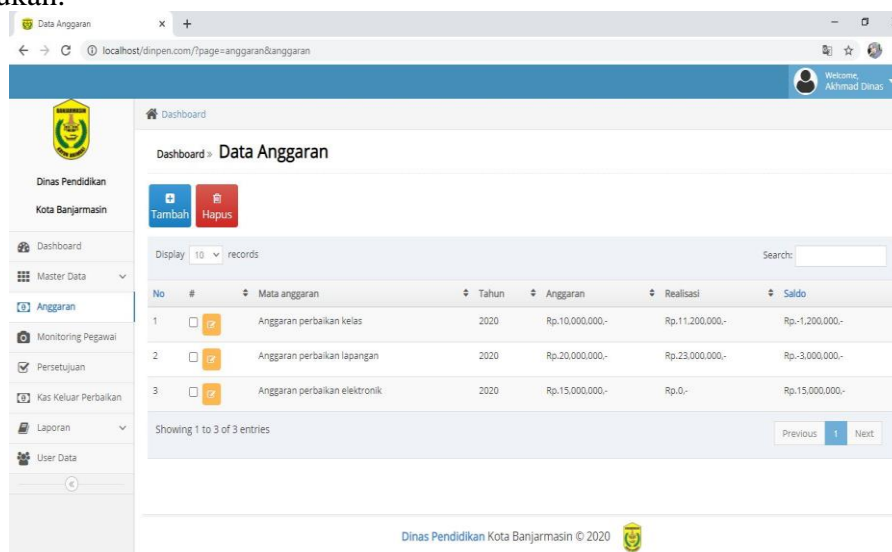 ukan.
Data Anggaran
localhost/dinpen.com/?page=anggaran&anggaran
Welcome,
Akhmad Dinas
Dashboard
Dashboard » Data Anggaran
Dinas Pendidikan
Kota Banjarmasin
Tambah Hapus
Dashboard
Master Data
Anggaran
Monitoring Pegawai
Persetujuan
Kas Keluar Perbaikan
Laporan
User Data
Display 10 records Search:
No # Mata anggaran Tahun Anggaran Realisasi Saldo
1 Anggaran perbaikan kelas 2020 Rp.10,000,000,- Rp.11,200,000,- Rp.-1,200,000,-
2 Anggaran perbaikan lapangan 2020 Rp.20,000,000,- Rp.23,000,000,- Rp.-3,000,000,-
3 Anggaran perbaikan elektronik 2020 Rp.15,000,000,- Rp.0,- Rp.15,000,000,-
Showing 1 to 3 of 3 entries Previous 1 Next
Dinas Pendidikan Kota Banjarmasin © 2020